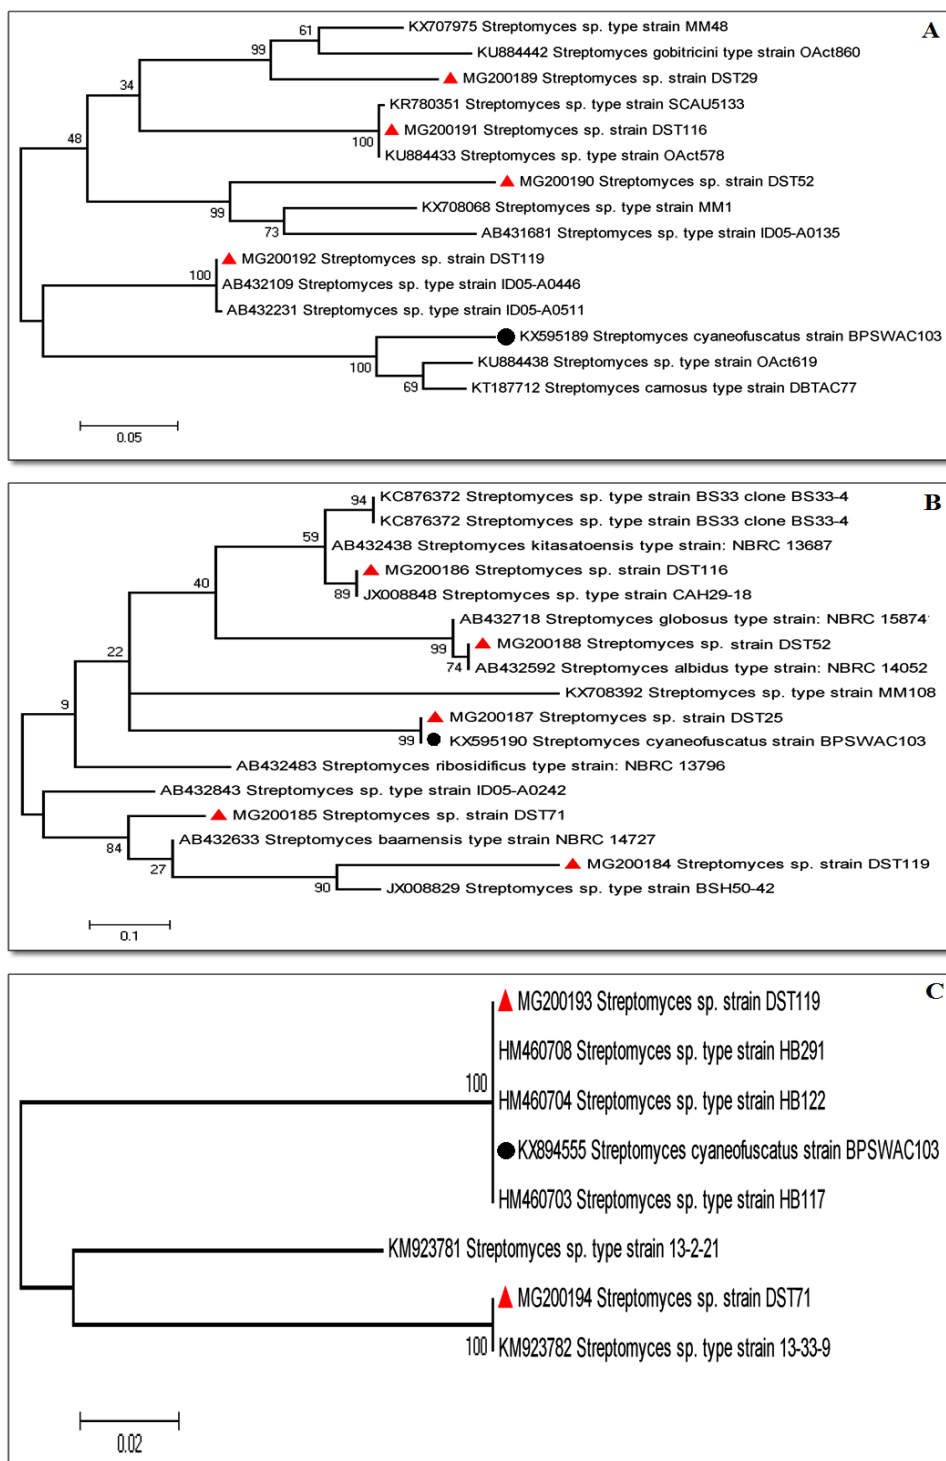 A
KX707975 Streptomyces sp. type strain MM48
61
KU884442 Streptomyces gobitricini type strain OAct860
99
MG200189 Streptomyces sp. strain DST29
34
KR780351 Streptomyces sp. type strain SCAU5133
MG200191 Streptomyces sp. strain DST116
48
100
KU884433 Streptomyces sp. type strain OAct578
MG200190 Streptomyces sp. strain DST52
99
KX708068 Streptomyces sp. type strain MM1
73
AB431681 Streptomyces sp. type strain ID05-A0135
MG200192 Streptomyces sp. strain DST119
100
AB432109 Streptomyces sp. type strain ID05-A0446
AB432231 Streptomyces sp. type strain ID05-A0511
KX595189 Streptomyces cyaneofuscatus strain BPSWAC103
100
KU884438 Streptomyces sp. type strain OAct619
69
KT187712 Streptomyces carnosus type strain DBTAC77
0.05
B
94
KC876372 Streptomyces sp. type strain BS33 clone BS33-4
KC876372 Streptomyces sp. type strain BS33 clone BS33-4
59
AB432438 Streptomyces kitasatoensis type strain: NBRC 13687
MG200186 Streptomyces sp. strain DST116
40
89
JX008848 Streptomyces sp. type strain CAH29-18
AB432718 Streptomyces globosus type strain: NBRC 15874
99
MG200188 Streptomyces sp. strain DST52
22
74
AB432592 Streptomyces albidus type strain: NBRC 14052
KX708392 Streptomyces sp. type strain MM108
9
MG200187 Streptomyces sp. strain DST25
99
KX595190 Streptomyces cyaneofuscatus strain BPSWAC103
AB432483 Streptomyces ribosidificus type strain: NBRC 13796
AB432843 Streptomyces sp. type strain ID05-A0242
MG200185 Streptomyces sp. strain DST71
84
AB432633 Streptomyces baarnensis type strain NBRC 14727
27
MG200184 Streptomyces sp. strain DST119
90
JX008829 Streptomyces sp. type strain BSH50-42
0.1
C
MG200193 Streptomyces sp. strain DST119
HM460708 Streptomyces sp. type strain HB291
100
HM460704 Streptomyces sp. type strain HB122
KX894555 Streptomyces cyaneofuscatus strain BPSWAC103
HM460703 Streptomyces sp. type strain HB117
KM923781 Streptomyces sp. type strain 13-2-21
MG200194 Streptomyces sp. strain DST71
100
KM923782 Streptomyces sp. type strain 13-33-9
0.02